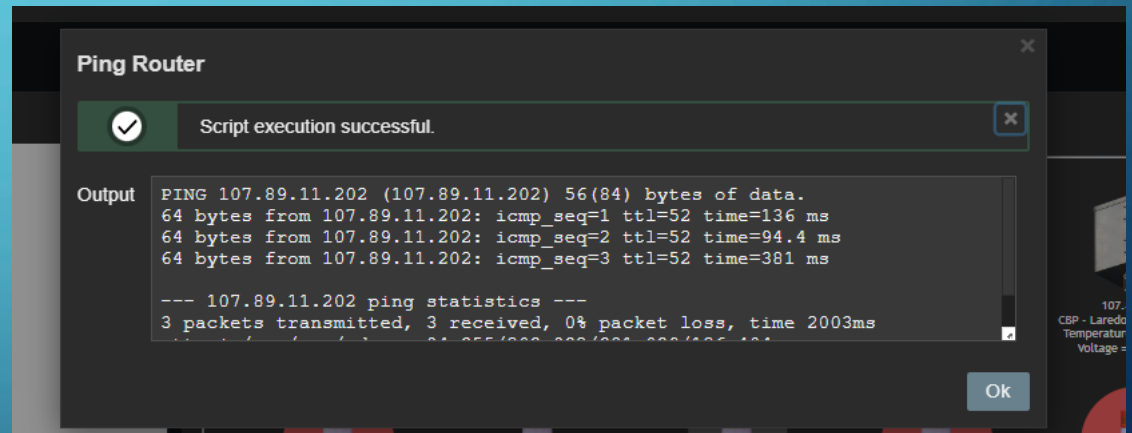 Ping Router
Script execution successful.
Output
PING 107.89.11.202 (107.89.11.202) 56(84) bytes of data.
64 bytes from 107.89.11.202: icmp_seq=1 ttl=52 time=136 ms
64 bytes from 107.89.11.202: icmp_seq=2 ttl=52 time=94.4 ms
64 bytes from 107.89.11.202: icmp_seq=3 ttl=52 time=381 ms
--- 107.89.11.202 ping statistics ---
3 packets transmitted, 3 received, 0% packet loss, time 2003ms
Ok
107.
CBP - Laredo
Temperatur
Voltage =